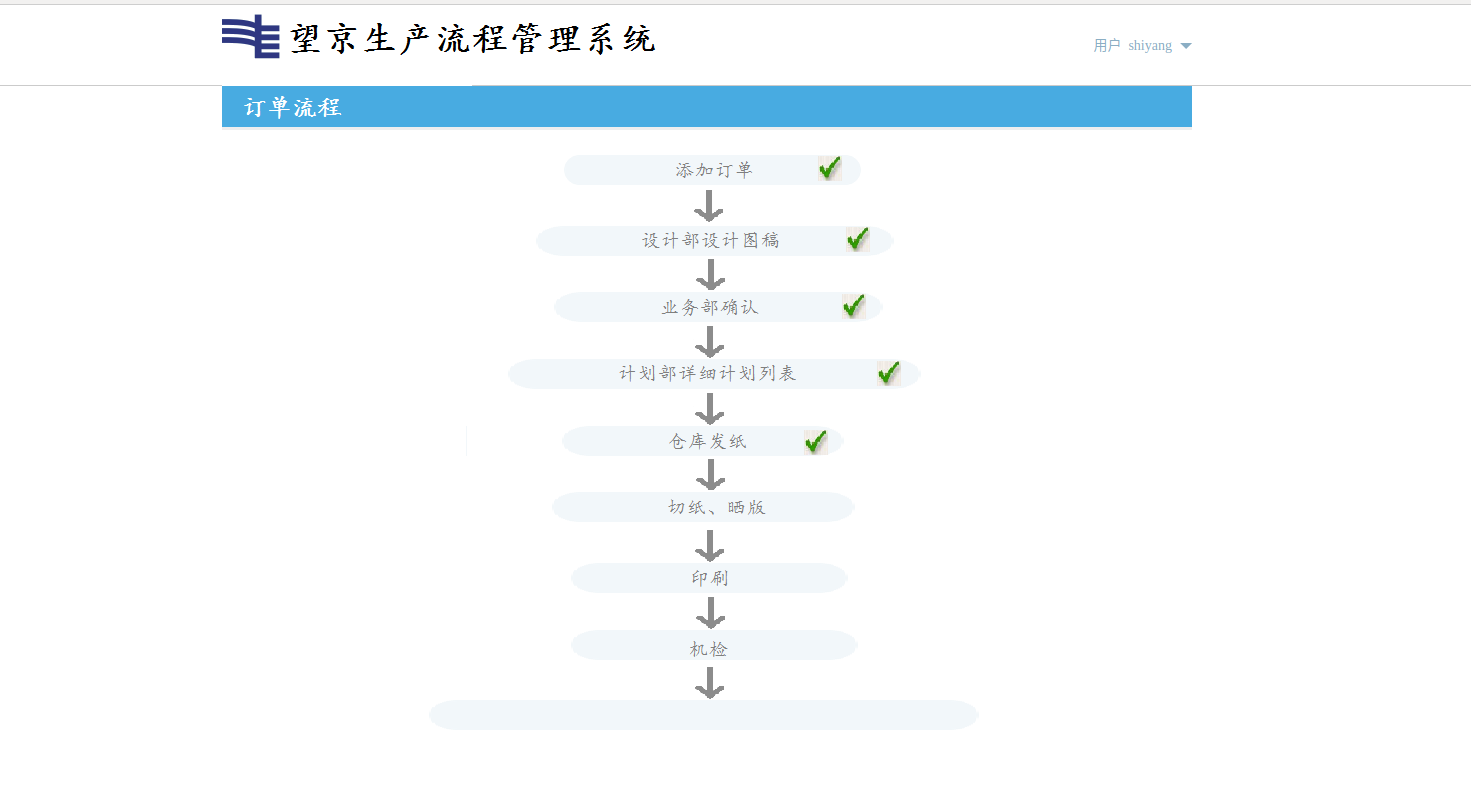 望京生产流程管理系统
用户 shiyang
订单流程
添加订单
设计部设计图稿
业务部确认
计划部详细计划列表
仓库发纸
切纸、晒版
印刷
机检